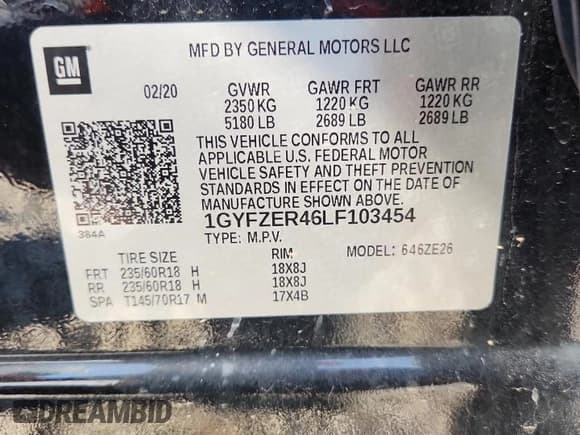 GM
MFD BY GENERAL MOTORS LLC
02/20 GVWR GAWR FRT GAWR RR
2350 KG 1220 KG 1220 KG
5180 LB 2689 LB 2689 LB
THIS VEHICLE CONFORMS TO ALL
APPLICABLE U.S. FEDERAL MOTOR
VEHICLE SAFETY AND THEFT PREVENTION
STANDARDS IN EFFECT ON THE DATE OF
MANUFACTURE SHOWN ABOVE.
384A
1GYFZER46LF103454
TYPE: M.P.V. MODEL: 646ZE26
TIRE SIZE RIM
FRT 235/60R18 H 18X8J
RR 235/60R18 H 18X8J
SPA T145/70R17 M 17X4B
DREAMBID